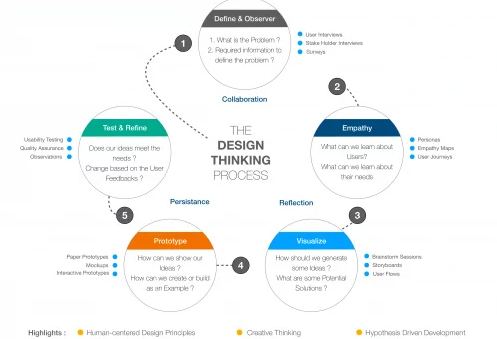 Define & Observer
1. What is the Problem ?
2. Required information to
define the problem ?
User Interviews
Stake Holder Interviews
Surveys
1
2
Collaboration
Test & Refine
Does our ideas meet the
needs ?
Change based on the User
Feedbacks ?
Usability Testing
Quality Assurance
Observations
THE
DESIGN
THINKING
PROCESS
Empathy
What can we learn about
Users?
What can we learn about
their needs
Personas
Empathy Maps
User Journeys
Persistance
Reflection
5
3
Prototype
How can we show our
Ideas ?
How can we create or build
as an Example ?
Paper Prototypes
Mockups
Interactive Prototypes
4
Visualize
How should we generate
some Ideas ?
What are some Potential
Solutions ?
Brainstorm Sessions
Storyboards
User Flows
Highlights :
Human-centered Design Principles
Creative Thinking
Hypothesis Driven Development